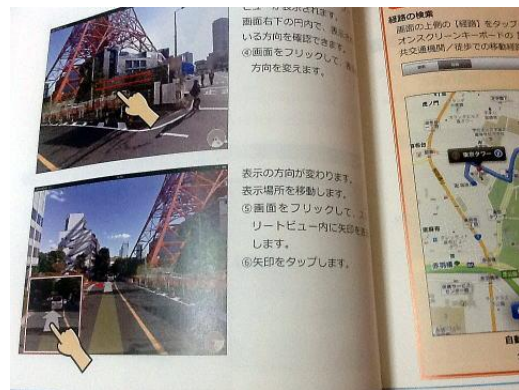 ビューが表示されます。
画面右下の円内で、表示さ
いる方向を確認できます。
④画面をフリックして、表
方向を変えます。
表示の方向が変わります。
表示場所を移動します。
⑤画面をフリックして、ス
リートビュー内に矢印を
します。
⑥矢印をタップします。
経路の検索
画面の上側の【経路】をタップ
オンスクリーンキーボードの
共交通機関／徒歩での移動経
虎ノ門
東京タワー
赤羽橋
自動